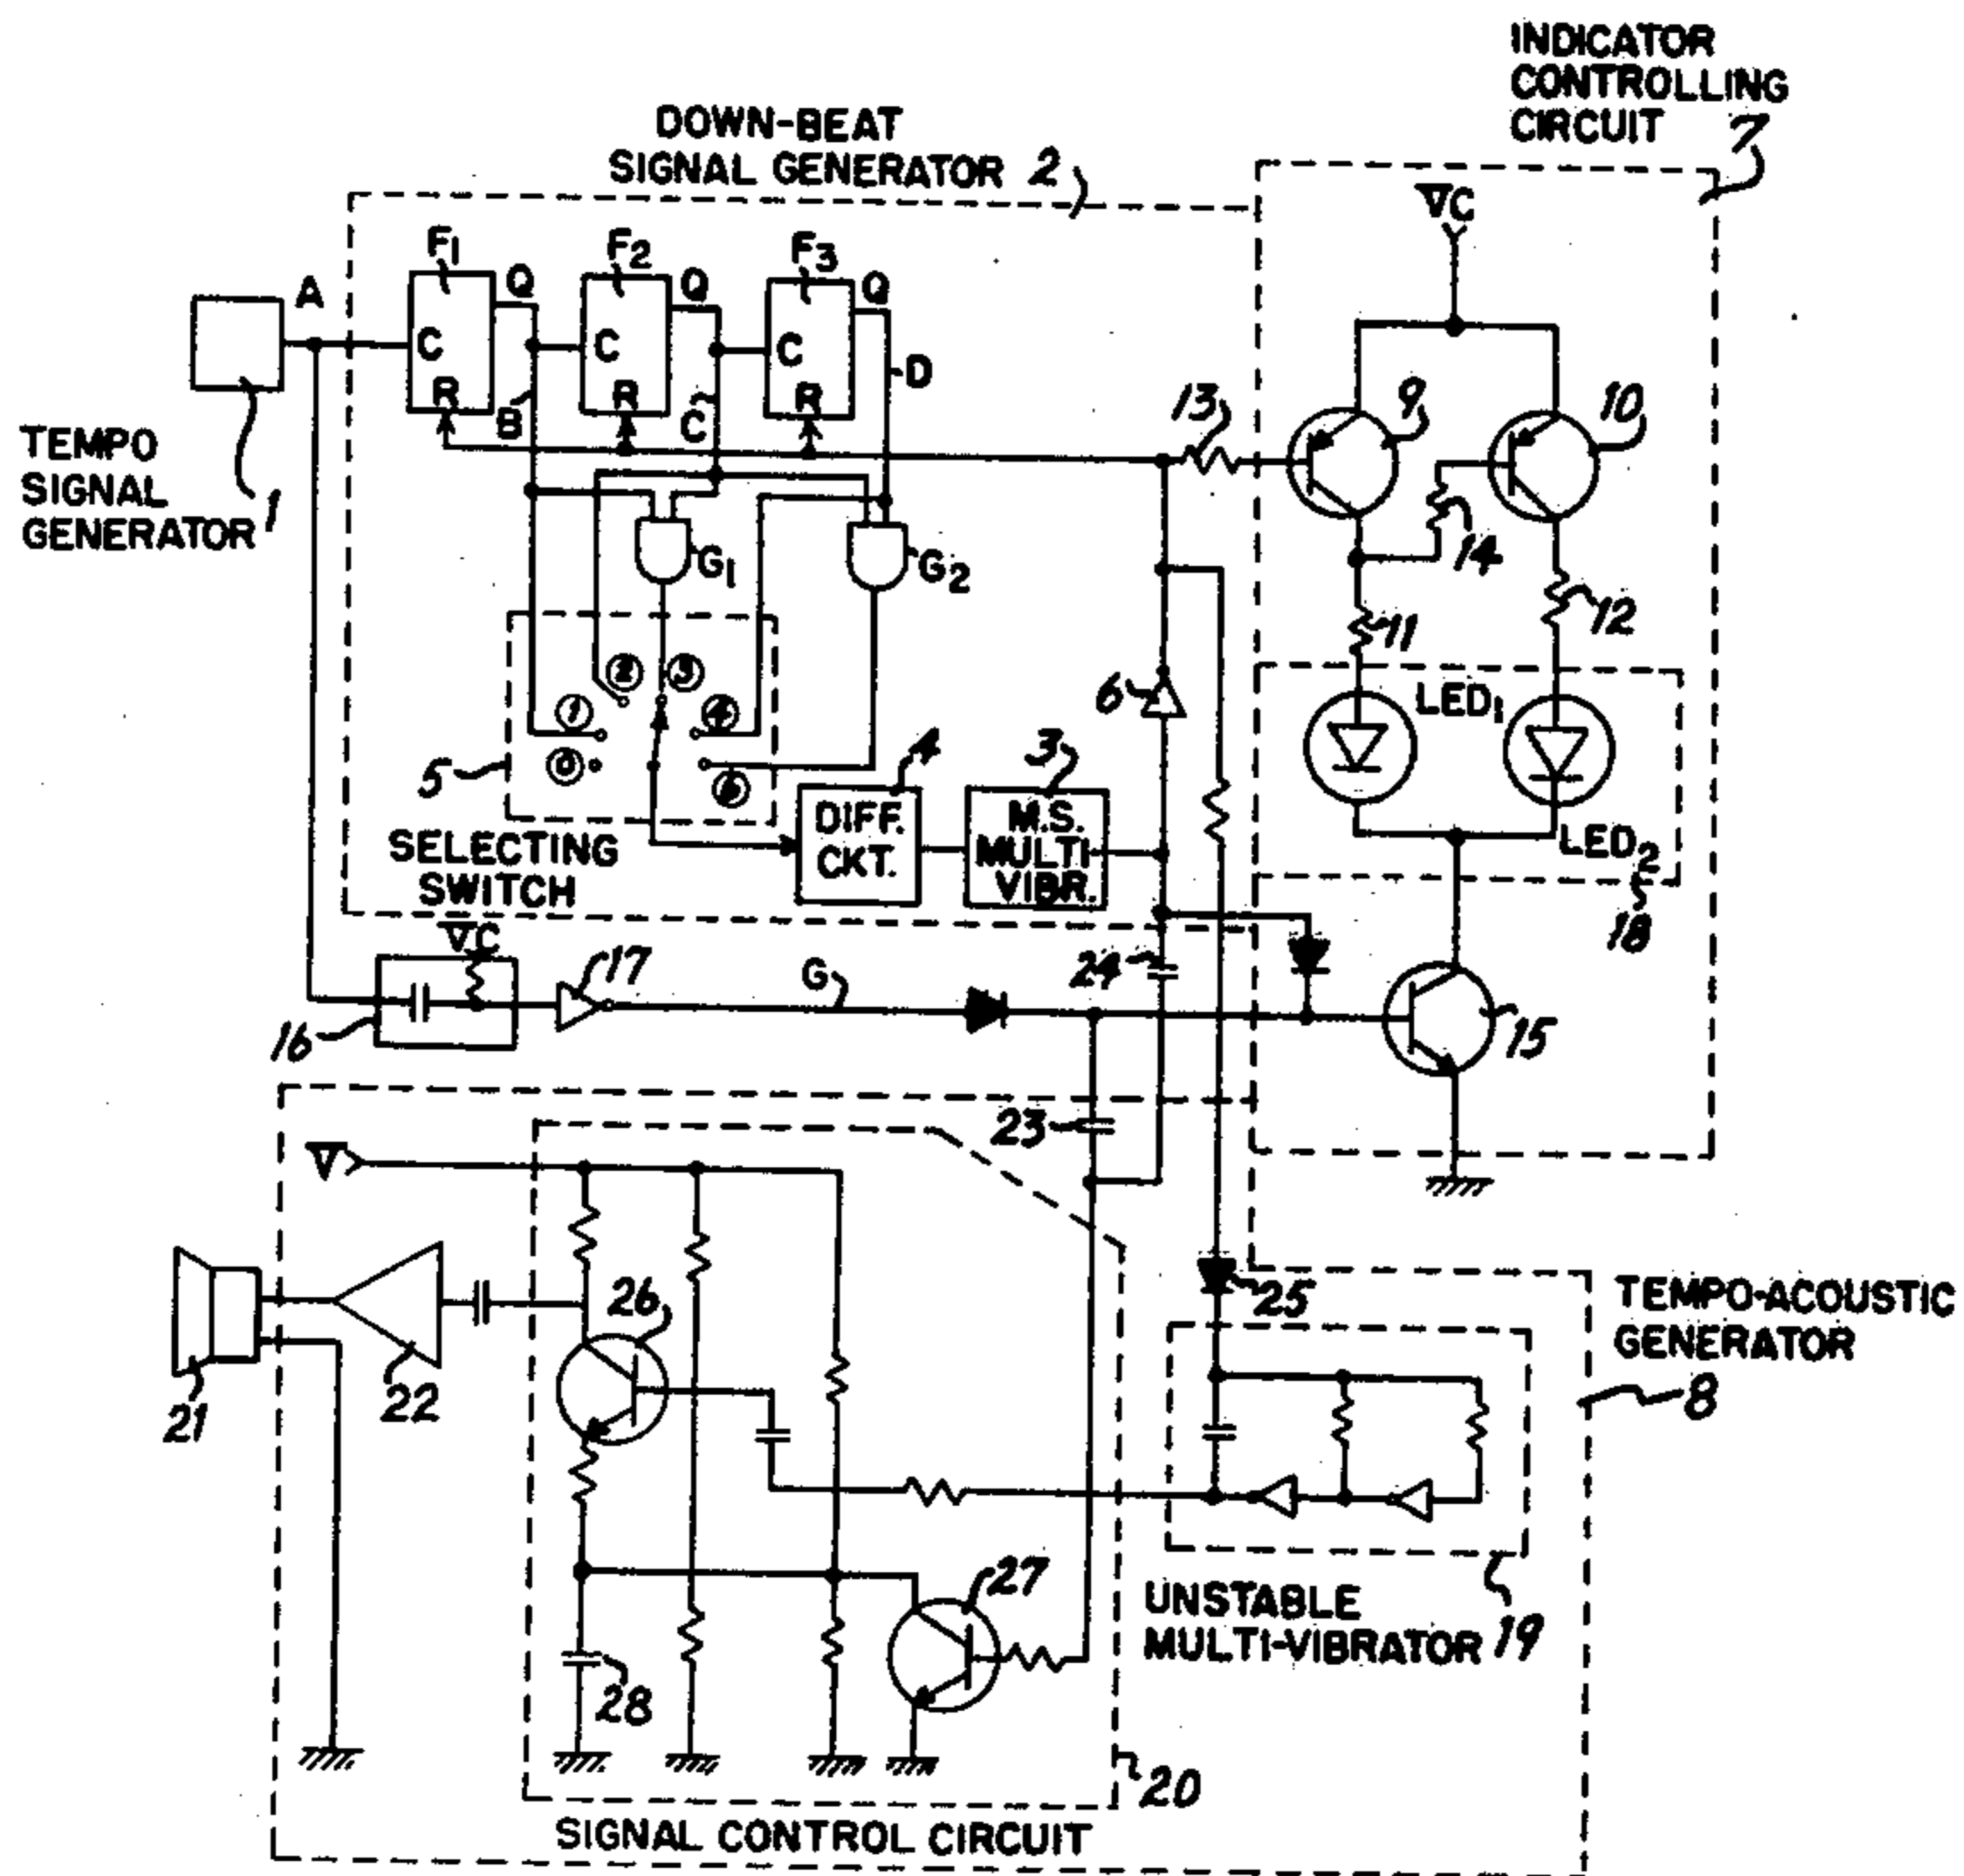 INDICATOR
CONTROLLING
CIRCUIT 7
DOWN-BEAT
SIGNAL GENERATOR 2
VC
F1
F2
F3
A
Q
Q
Q
C
C
C
R
R
R
B
C
D
TEMPO
SIGNAL
GENERATOR 1
13
9
10
14
G1
G2
11
12
2
3
1
4
0
6
5
6
4
3
LED1
LED2
DIFF.
CKT.
M.S.
MULTI
VIBR.
SELECTING
SWITCH
18
VC
17
G
24
16
15
23
V
26
25
TEMPO-ACOUSTIC
GENERATOR
8
21
22
27
UNSTABLE
MULTI-VIBRATOR 19
28
20
SIGNAL CONTROL CIRCUIT